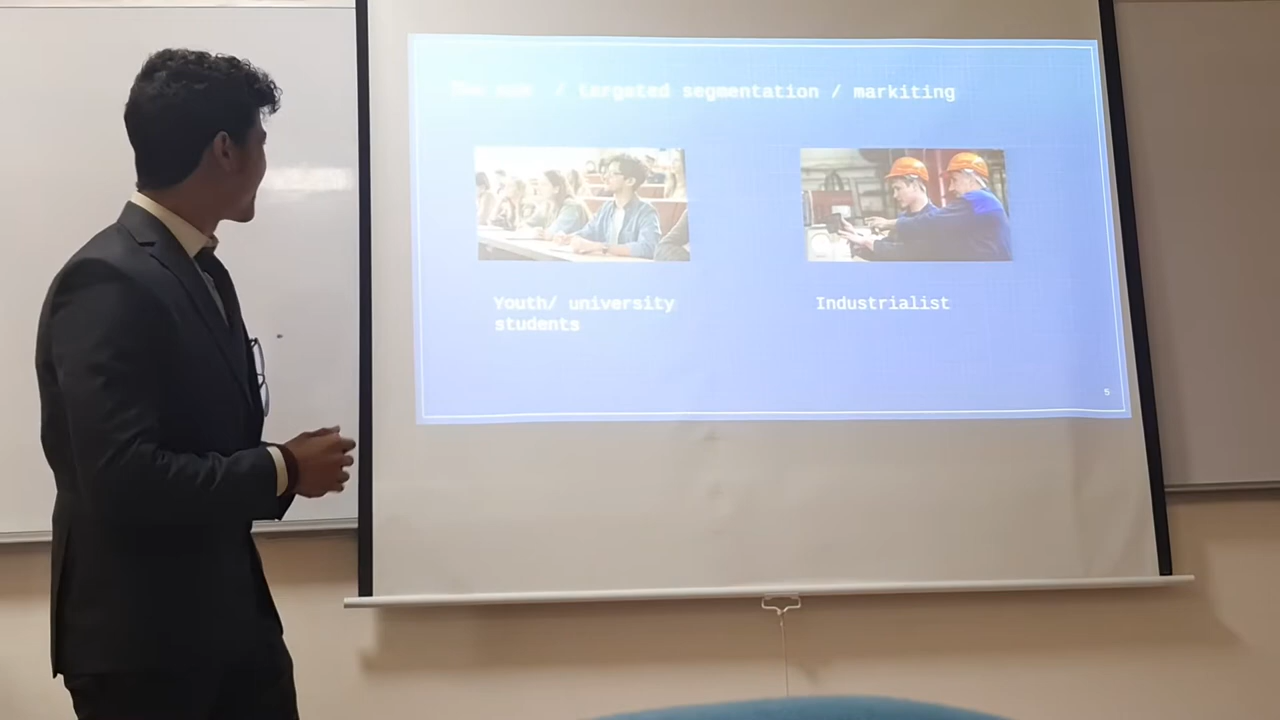 / targeted segmentation / markiting
Youth/ university
students
Industrialist
5